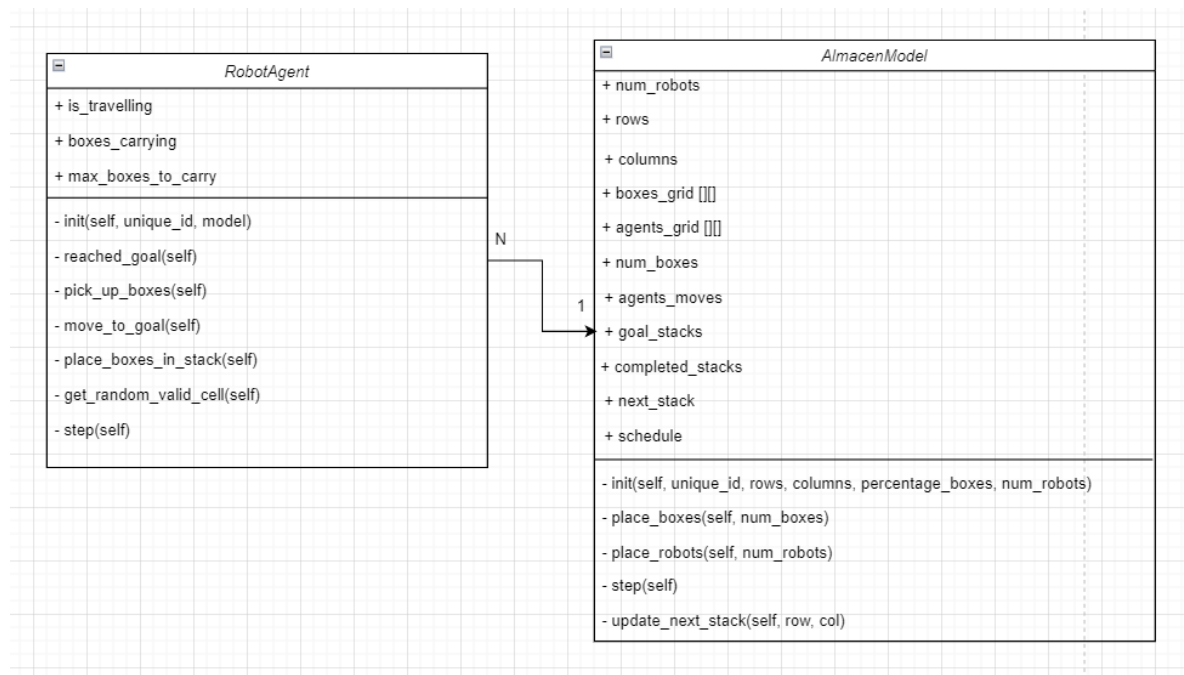 RobotAgent
+ is_travelling
+ boxes_carrying
+ max_boxes_to_carry
- init(self, unique_id, model)
- reached_goal(self)
- pick_up_boxes(self)
- move_to_goal(self)
- place_boxes_in_stack(self)
- get_random_valid_cell(self)
- step(self)
N
1
AlmacenModel
+ num_robots
+ rows
+ columns
+ boxes_grid [][]
+ agents_grid [][]
+ num_boxes
+ agents_moves
+ goal_stacks
+ completed_stacks
+ next_stack
+ schedule
- init(self, unique_id, rows, columns, percentage_boxes, num_robots)
- place_boxes(self, num_boxes)
- place_robots(self, num_robots)
- step(self)
- update_next_stack(self, row, col)